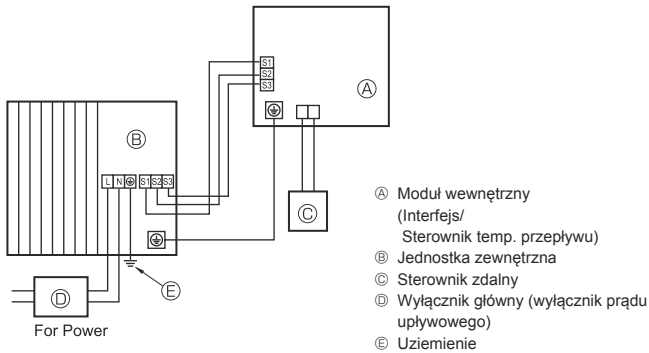 S1
S2
S3
Ⓐ
Ⓑ
L N S1 S2 S3
Ⓒ
Ⓓ
Ⓔ
For Power
Ⓐ Moduł wewnętrzny
(Interfejs/
Sterownik temp. przepływu)
Ⓑ Jednostka zewnętrzna
Ⓒ Sterownik zdalny
Ⓓ Wyłącznik główny (wyłącznik prądu
upływowego)
Ⓔ Uziemienie